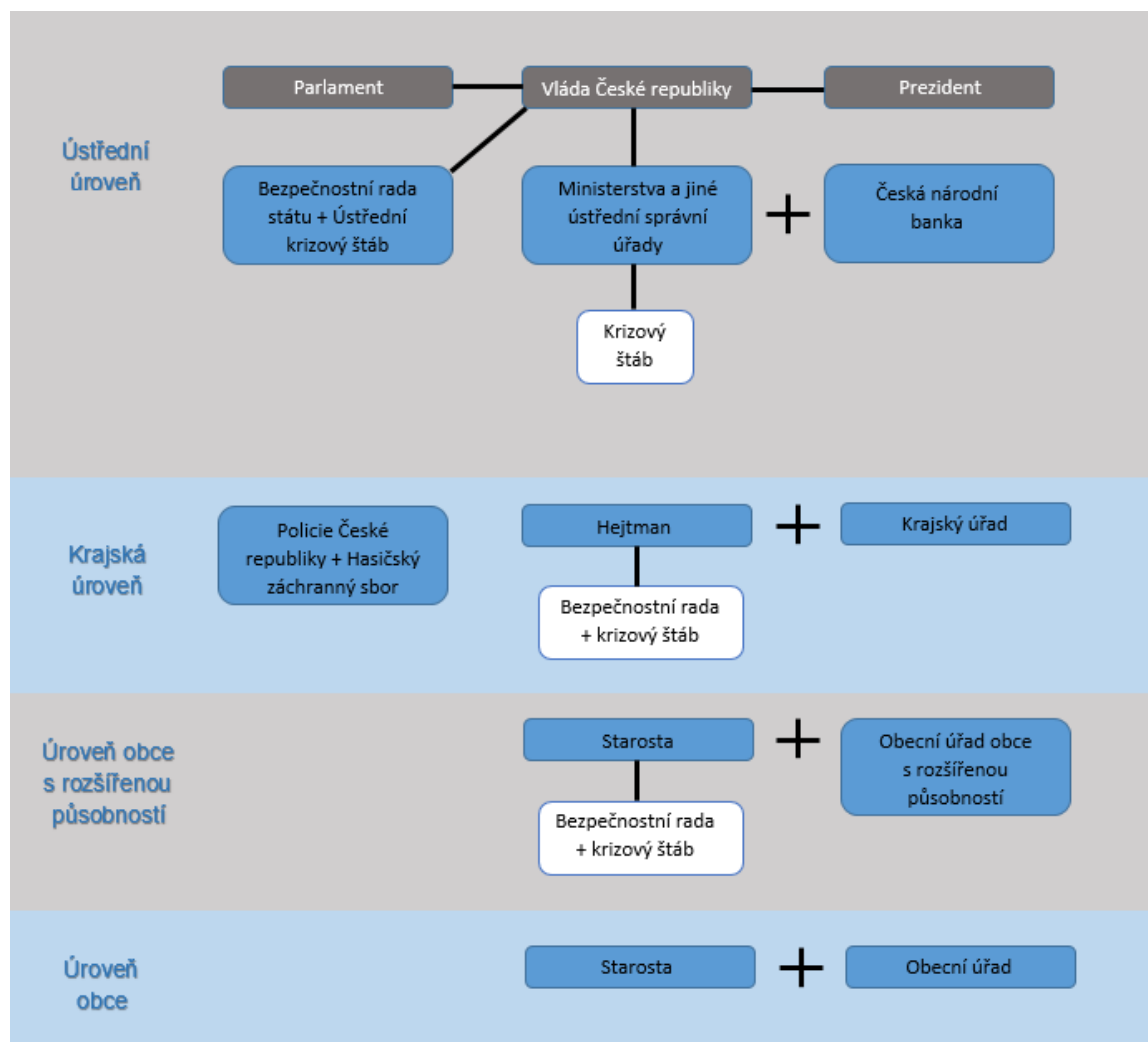 Parlament
Vláda České republiky
Prezident
Ústřední
úroveň
Bezpečnostní rada
státu + Ústřední
krizový štáb
Ministerstva a jiné
ústřední správní
úřady
+
Česká národní
banka
Krizový
štáb
Krajská
úroveň
Policie České
republiky + Hasičský
záchranný sbor
Hejtman
+
Krajský úřad
Bezpečnostní rada
+ krizový štáb
Úroveň obce
s rozšířenou
působností
Starosta
+
Obecní úřad obce
s rozšířenou
působností
Bezpečnostní rada
+ krizový štáb
Úroveň
obce
Starosta
+
Obecní úřad